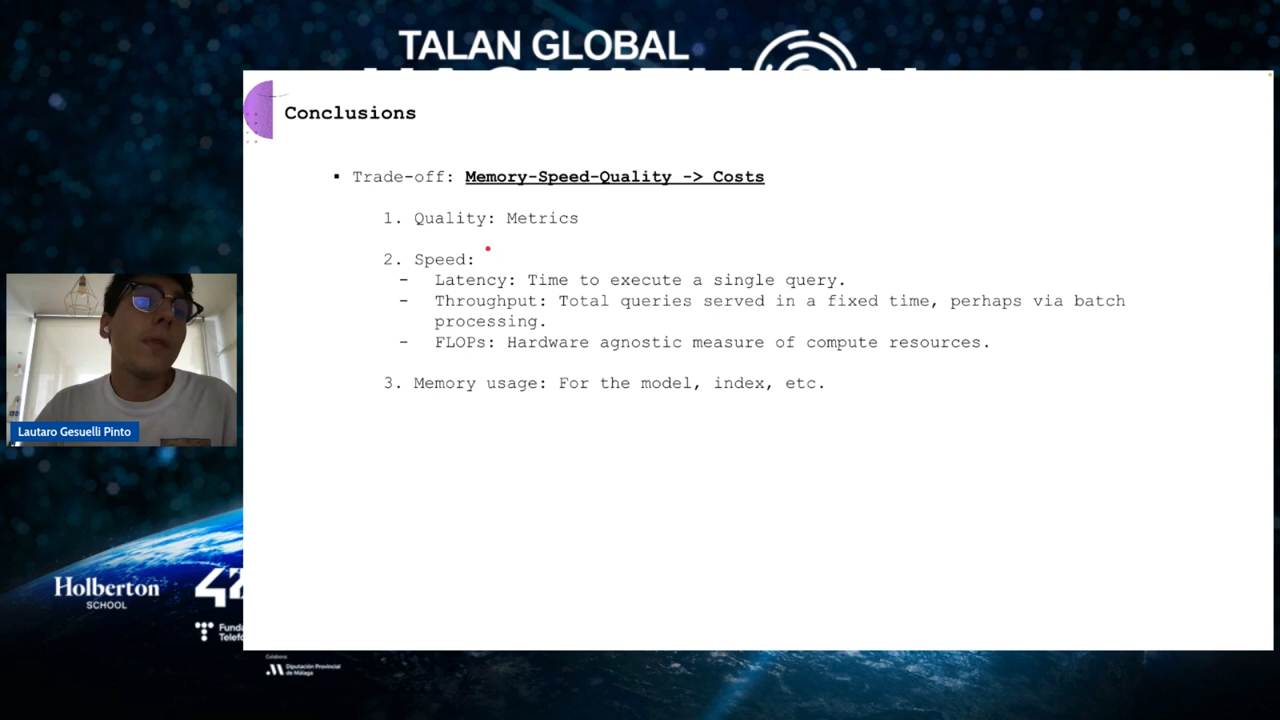 TALAN GLOBAL
Conclusions
▪ Trade-off: Memory-Speed-Quality -> Costs
1. Quality: Metrics
2. Speed:
- Latency: Time to execute a single query.
- Throughput: Total queries served in a fixed time, perhaps via batch
processing.
- FLOPs: Hardware agnostic measure of compute resources.
3. Memory usage: For the model, index, etc.
Lautaro Gesuelli Pinto
Holberton
SCHOOL
42
Colabora
Diputación Provincial
de Málaga